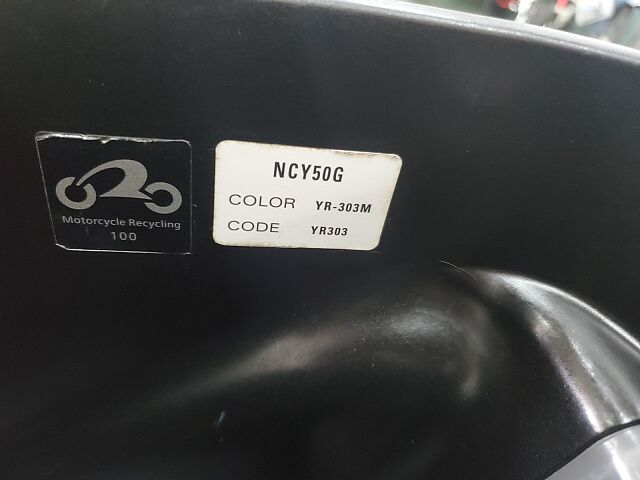 Motorcycle Recycling
100
NCY50G
COLOR YR-303M
CODE YR303